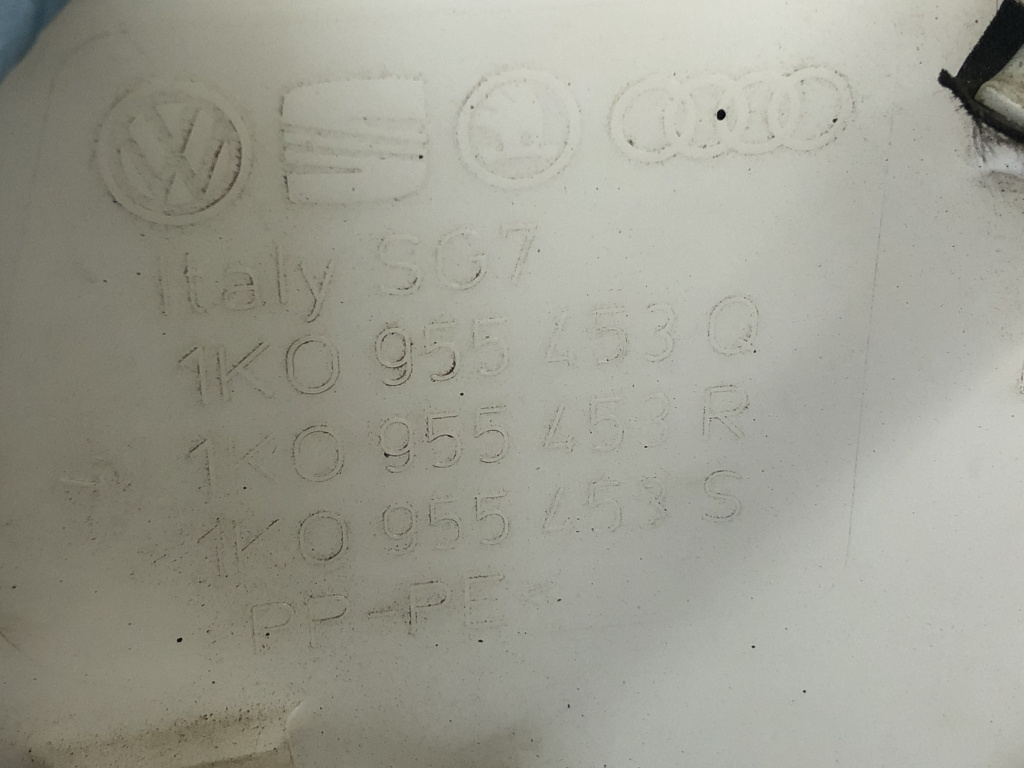 Italy SG7
1K0 955 453 Q
1K0 955 453 R
1K0 955 453 S
PP-PE-